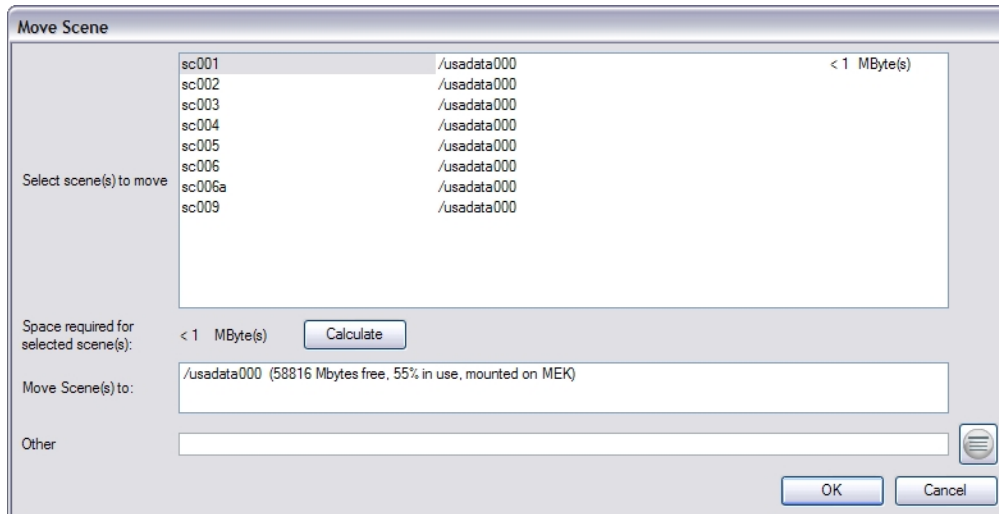 Move Scene
sc001 /usadata000 < 1 MByte(s)
sc002 /usadata000
sc003 /usadata000
sc004 /usadata000
sc005 /usadata000
sc006 /usadata000
Select scene(s) to move
sc006a /usadata000
sc009 /usadata000
Space required for
selected scene(s):
< 1 MByte(s) Calculate
Move Scene(s) to:
/usadata000 (58816 Mbytes free, 55% in use, mounted on MEK)
Other
OK Cancel